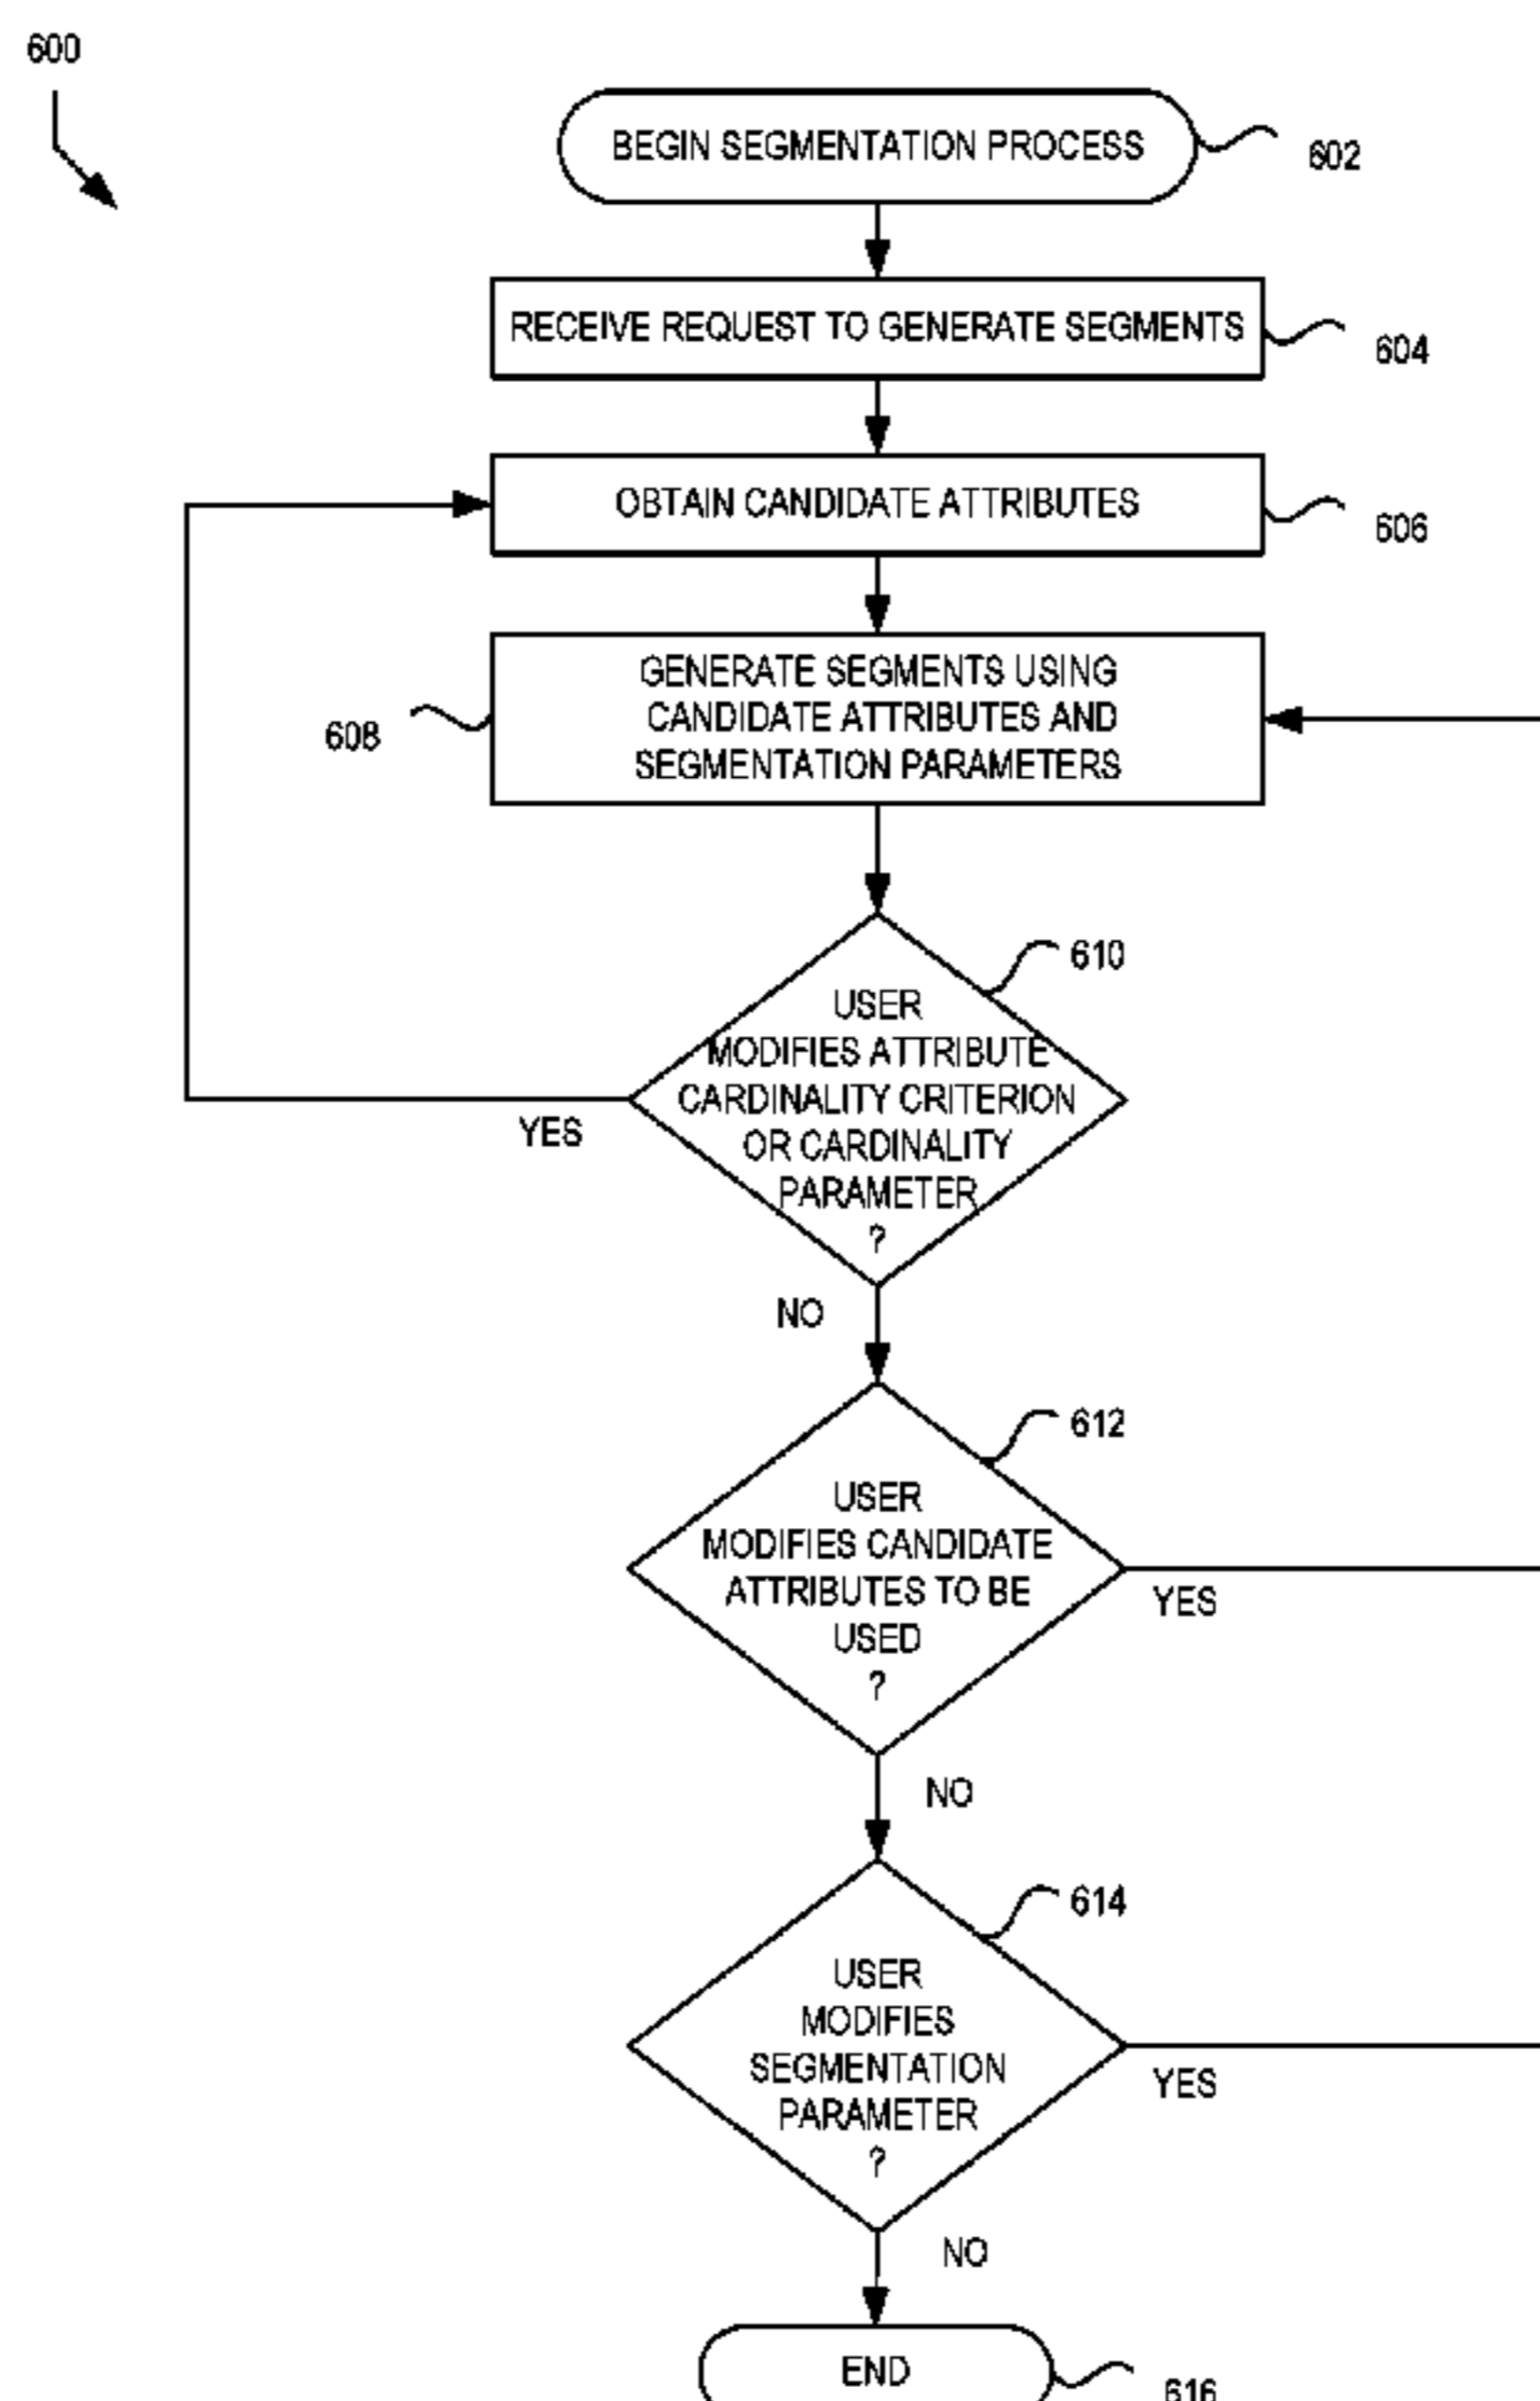 600
BEGIN SEGMENTATION PROCESS
602
RECEIVE REQUEST TO GENERATE SEGMENTS
604
OBTAIN CANDIDATE ATTRIBUTES
606
GENERATE SEGMENTS USING
CANDIDATE ATTRIBUTES AND
SEGMENTATION PARAMETERS
608
610
USER
MODIFIES ATTRIBUTE
CARDINALITY CRITERION
OR CARDINALITY
PARAMETER
?
YES
NO
612
USER
MODIFIES CANDIDATE
ATTRIBUTES TO BE
USED
?
YES
NO
614
USER
MODIFIES
SEGMENTATION
PARAMETER
?
YES
NO
END
616